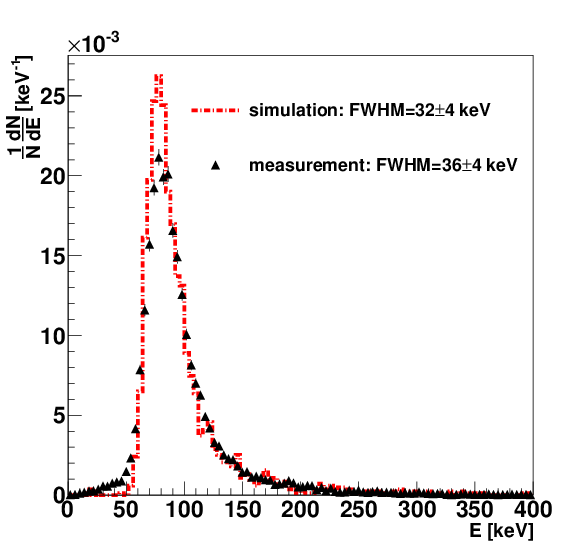 ×10⁻³
1/N dN/dE [keV⁻¹]
simulation: FWHM=32±4 keV
measurement: FWHM=36±4 keV
25
20
15
10
5
0
0 50 100 150 200 250 300 350 400
E [keV]